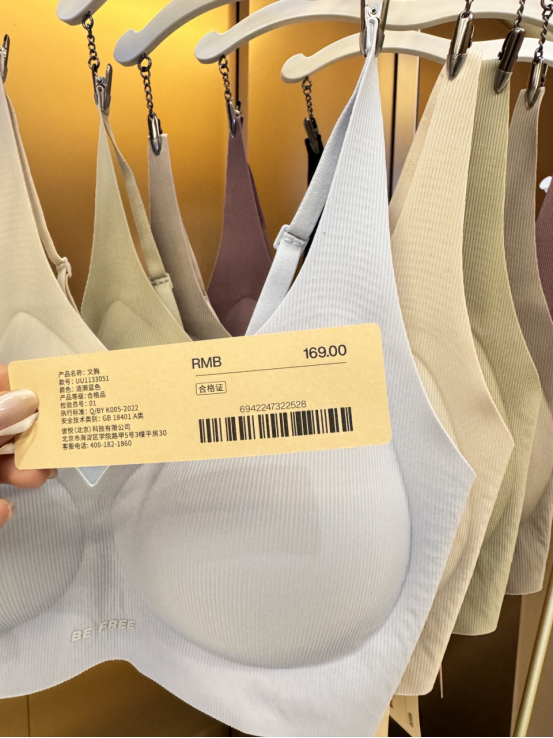 RMB 169.00
合格证
6942247322528
产品名称: 文胸
款号: UU1133051
颜色: 涟漪蓝色
产品等级: 合格品
检验员号: 01
执行标准: Q/BY K005-2022
安全技术类别: GB 18401 A类
彼悦(北京)科技有限公司
北京市海淀区学院路甲5号3幢平房30
客服电话: 400-182-1860
BE FREE